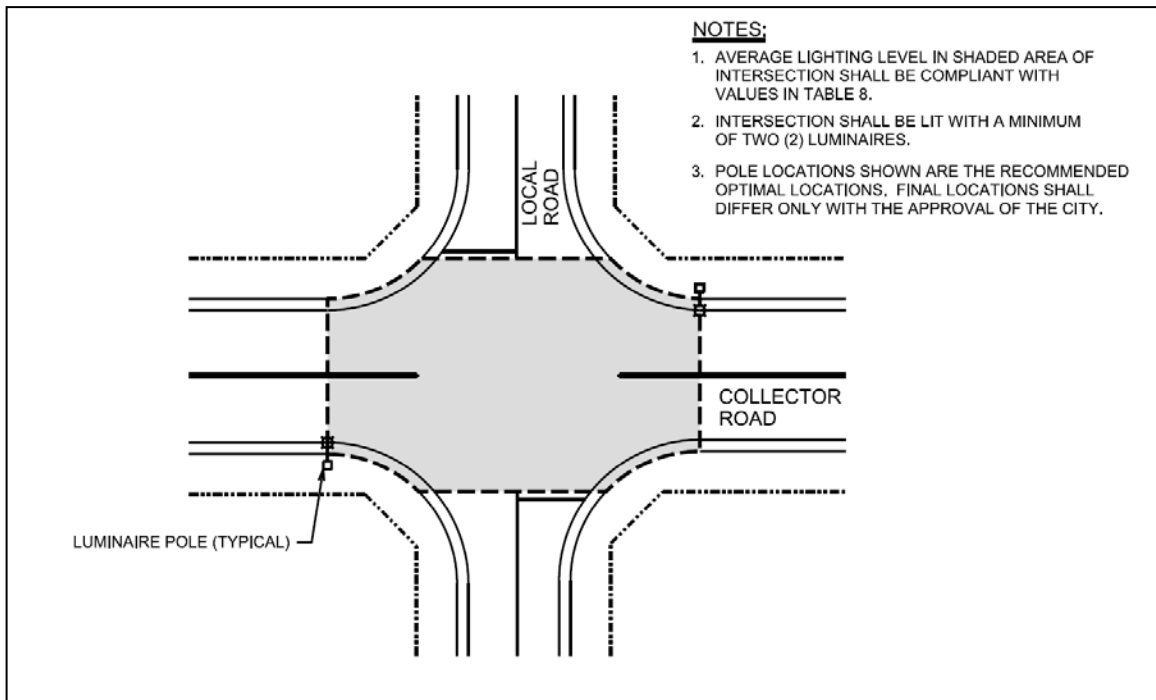 NOTES:
1. AVERAGE LIGHTING LEVEL IN SHADED AREA OF
INTERSECTION SHALL BE COMPLIANT WITH
VALUES IN TABLE 8.
2. INTERSECTION SHALL BE LIT WITH A MINIMUM
OF TWO (2) LUMINAIRES.
3. POLE LOCATIONS SHOWN ARE THE RECOMMENDED
OPTIMAL LOCATIONS. FINAL LOCATIONS SHALL
DIFFER ONLY WITH THE APPROVAL OF THE CITY.
LOCAL
ROAD
COLLECTOR
ROAD
LUMINAIRE POLE (TYPICAL)